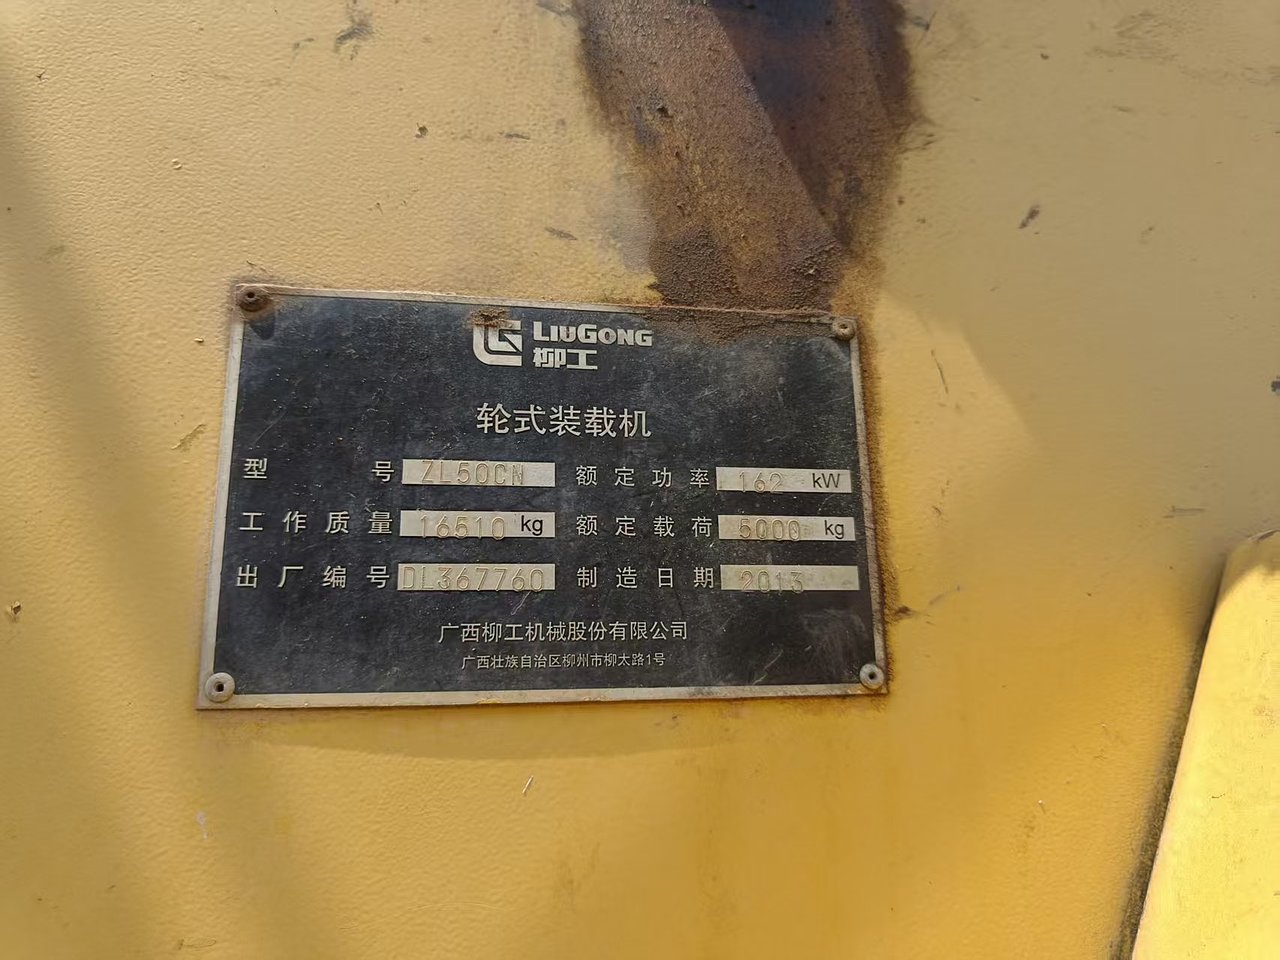 LIUGONG
柳工
轮式装载机
型号 ZL50CN 额定功率 162 kW
工作质量 16510 kg 额定载荷 5000 kg
出厂编号 DL367760 制造日期 2013
广西柳工机械股份有限公司
广西壮族自治区柳州市柳太路1号